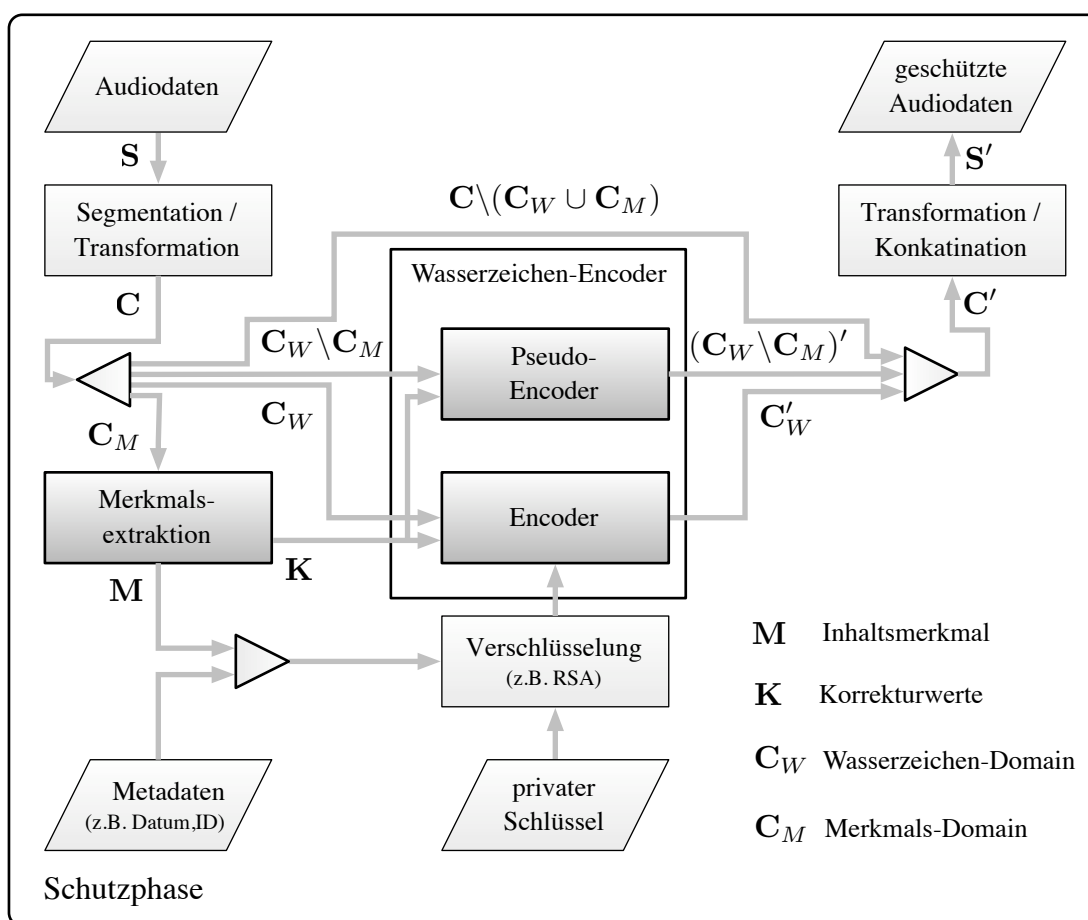 Audiodaten
geschützte
Audiodaten
S
S′
Segmentation /
Transformation
C\(C_W ∪ C_M)
Transformation /
Konkatination
Wasserzeichen-Encoder
C
C′
C_W\C_M
Pseudo-
Encoder
(C_W\C_M)′
C_W
C′_W
C_M
Merkmals-
extraktion
Encoder
K
M
Verschlüsselung
(z.B. RSA)
M Inhaltsmerkmal
K Korrekturwerte
C_W Wasserzeichen-Domain
C_M Merkmals-Domain
Metadaten
(z.B. Datum,ID)
privater
Schlüssel
Schutzphase